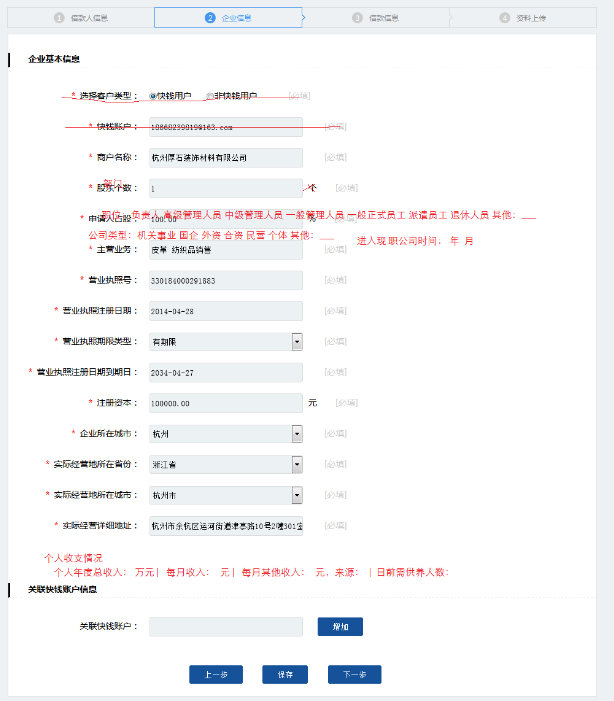 1 借款人信息 2 企业信息 3 借款信息 4 资料上传
企业基本信息
* 选择客户类型： 快钱用户 非快钱用户 [必填]
* 快钱账户： [必填]
* 商户名称： 杭州厚石装饰材料有限公司 [必填]
部门
* 股东个数： 1 个 [必填]
职位：负责人 高级管理人员 中级管理人员 一般管理人员 一般正式员工 派遣员工 退休人员 其他：
* 申请人占股： 100.00 % [必填]
公司类型：机关事业 国企 外资 合资 民营 个体 其他：
进入现 职公司时间： 年 月
* 主营业务： 皮革 纺织品销售 [必填]
* 营业执照号： 330184000291883 [必填]
* 营业执照注册日期： 2014-04-28 [必填]
* 营业执照期限类型： 有期限 [必填]
* 营业执照注册日期到期日： 2034-04-27 [必填]
* 注册资本： 100000.00 元 [必填]
* 企业所在城市： 杭州 [必填]
* 实际经营地所在省份： 浙江省 [必填]
* 实际经营地所在城市： 杭州市 [必填]
* 实际经营详细地址： 杭州市余杭区运河街道津泰路10号2幢301室 [必填]
个人收支情况
个人年度总收入： 万元| 每月收入： 元| 每月其他收入： 元，来源： | 目前需供养人数：
关联快钱账户信息
关联快钱账户： 增加
上一步 保存 下一步